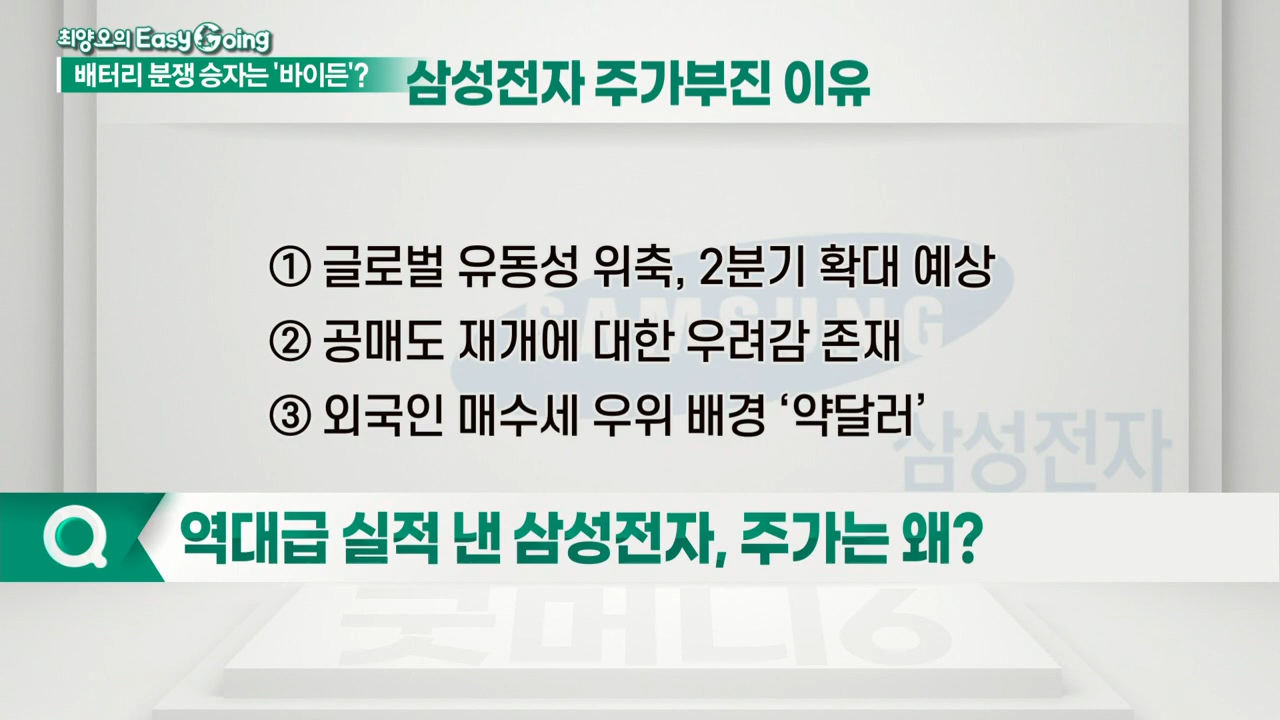 최양오의 Easy Going
배터리 분쟁 승자는 '바이든'?
삼성전자 주가부진 이유
① 글로벌 유동성 위축, 2분기 확대 예상
② 공매도 재개에 대한 우려감 존재
③ 외국인 매수세 우위 배경 ‘약달러’
SAMSUNG
삼성전자
Q 역대급 실적 낸 삼성전자, 주가는 왜?
굿머니6